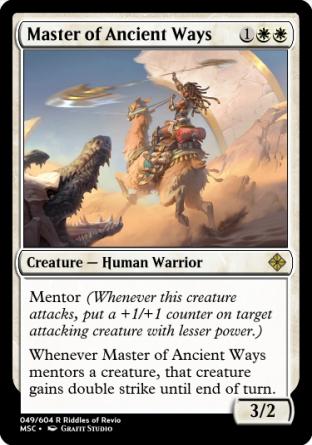 Master of Ancient Ways 1
Creature — Human Warrior
Mentor (Whenever this creature
attacks, put a +1/+1 counter on target
attacking creature with lesser power.)
Whenever Master of Ancient Ways
mentors a creature, that creature
gains double strike until end of turn.
049/604 R Riddles of Revio
MSC • Grafit Studio
3/2